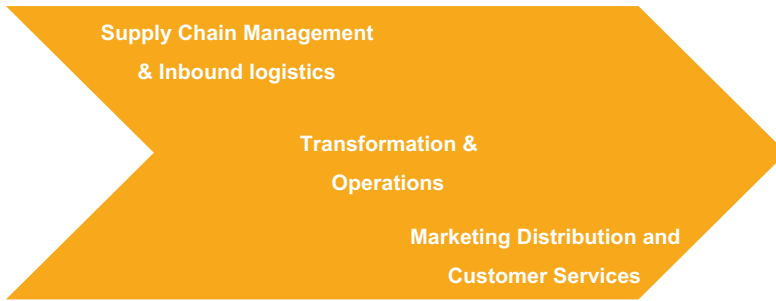 Supply Chain Management
& Inbound logistics
Transformation &
Operations
Marketing Distribution and
Customer Services